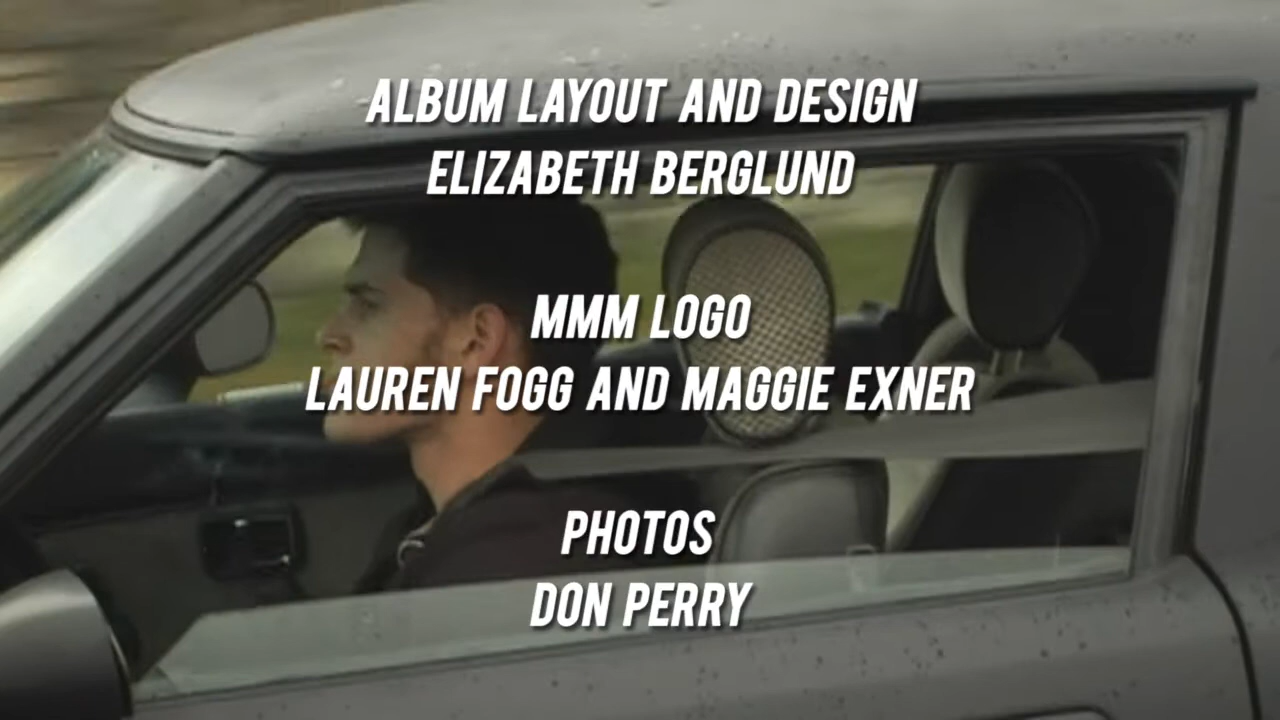 ALBUM LAYOUT AND DESIGN
ELIZABETH BERGLUND
MMM LOGO
LAUREN FOGG AND MAGGIE EXNER
PHOTOS
DON PERRY